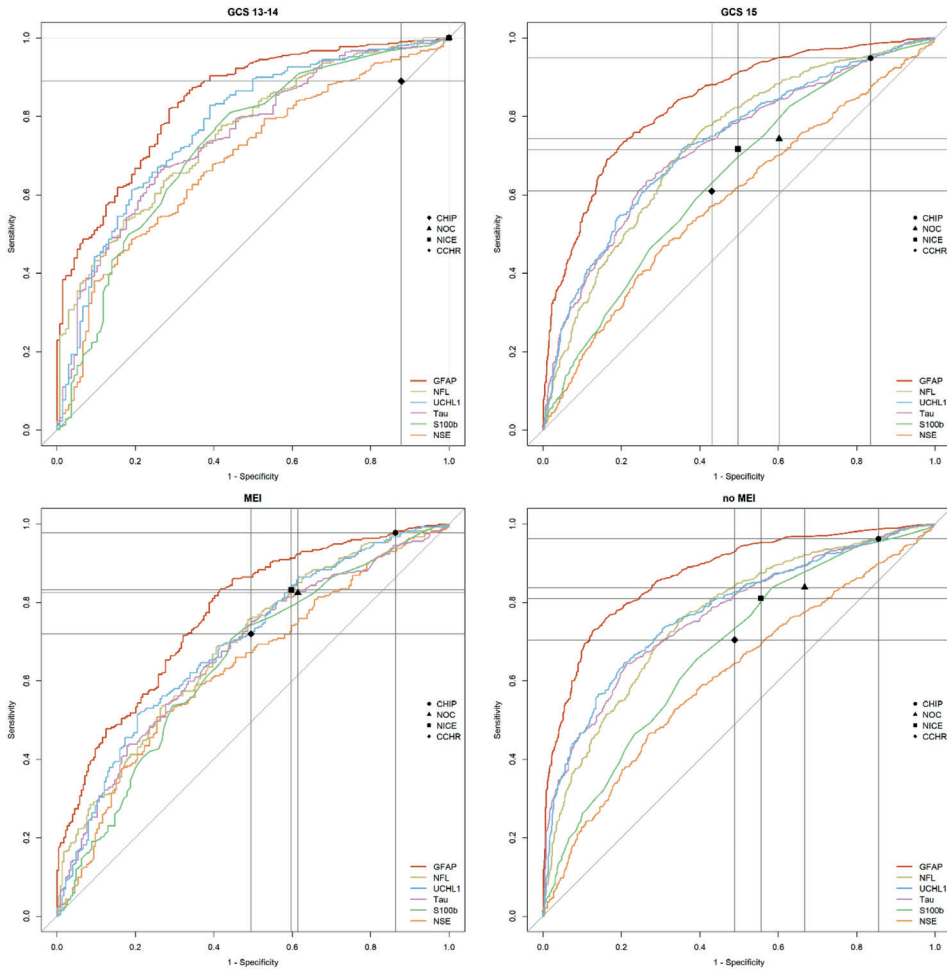 GCS 13-14
1.0
0.8
0.6
0.4
0.2
0.0
Sensitivity
CHIP
NOC
NICE
CCHR
GFAP
NFL
UCHL1
Tau
S100b
NSE
0.0 0.2 0.4 0.6 0.8 1.0
1 - Specificity
GCS 15
1.0
0.8
0.6
0.4
0.2
0.0
Sensitivity
CHIP
NOC
NICE
CCHR
GFAP
NFL
UCHL1
Tau
S100b
NSE
0.0 0.2 0.4 0.6 0.8 1.0
1 - Specificity
MEI
1.0
0.8
0.6
0.4
0.2
0.0
Sensitivity
CHIP
NOC
NICE
CCHR
GFAP
NFL
UCHL1
Tau
S100b
NSE
0.0 0.2 0.4 0.6 0.8 1.0
1 - Specificity
no MEI
1.0
0.8
0.6
0.4
0.2
0.0
Sensitivity
CHIP
NOC
NICE
CCHR
GFAP
NFL
UCHL1
Tau
S100b
NSE
0.0 0.2 0.4 0.6 0.8 1.0
1 - Specificity